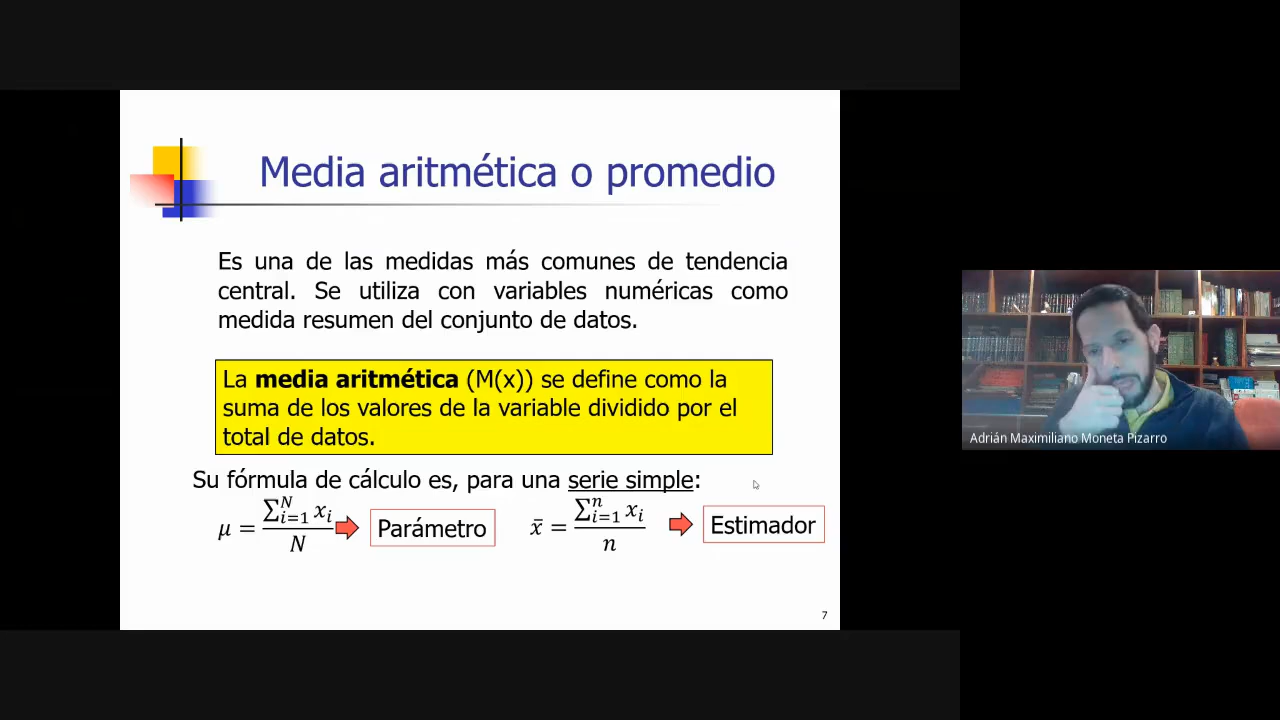 Media aritmética o promedio
Es una de las medidas más comunes de tendencia
central. Se utiliza con variables numéricas como
medida resumen del conjunto de datos.
La media aritmética (M(x)) se define como la
suma de los valores de la variable dividido por el
total de datos.
Su fórmula de cálculo es, para una serie simple:
μ = ∑_{i=1}^{N} x_i / N Parámetro x̄ = ∑_{i=1}^{n} x_i / n Estimador
7
Adrián Maximiliano Moneta Pizarro